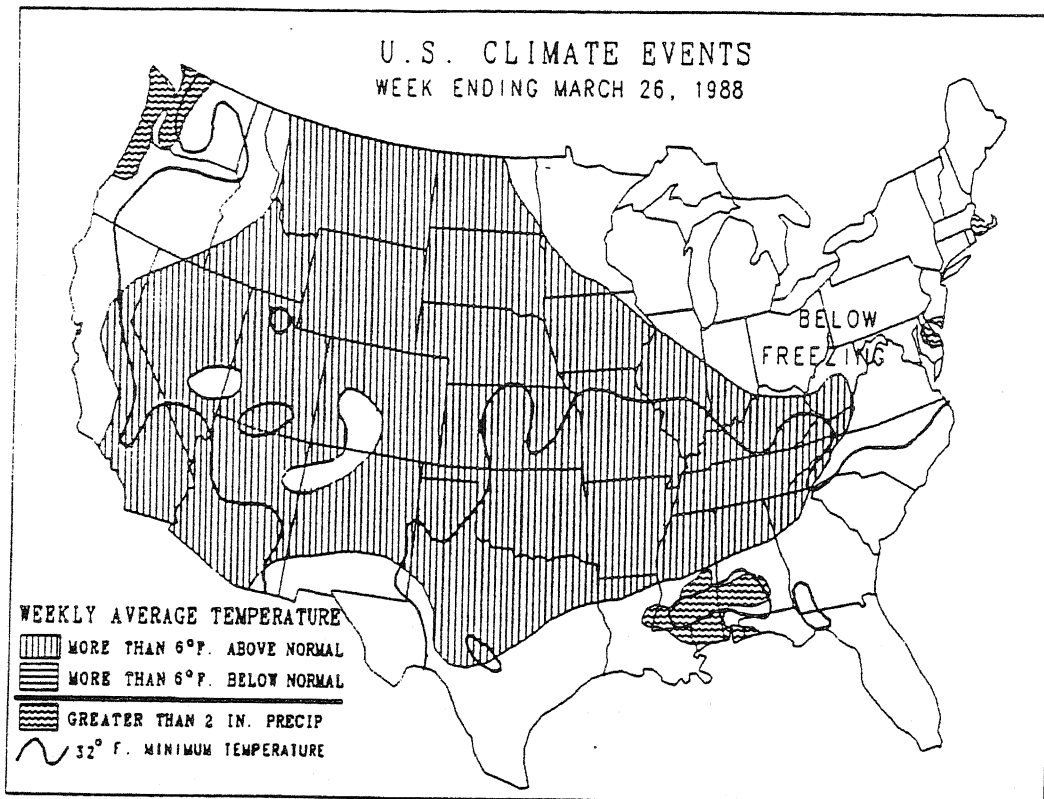 U.S. CLIMATE EVENTS
WEEK ENDING MARCH 26, 1988
BELOW
FREEZING
WEEKLY AVERAGE TEMPERATURE
MORE THAN 6°F. ABOVE NORMAL
MORE THAN 6°F. BELOW NORMAL
GREATER THAN 2 IN. PRECIP
32° F. MINIMUM TEMPERATURE